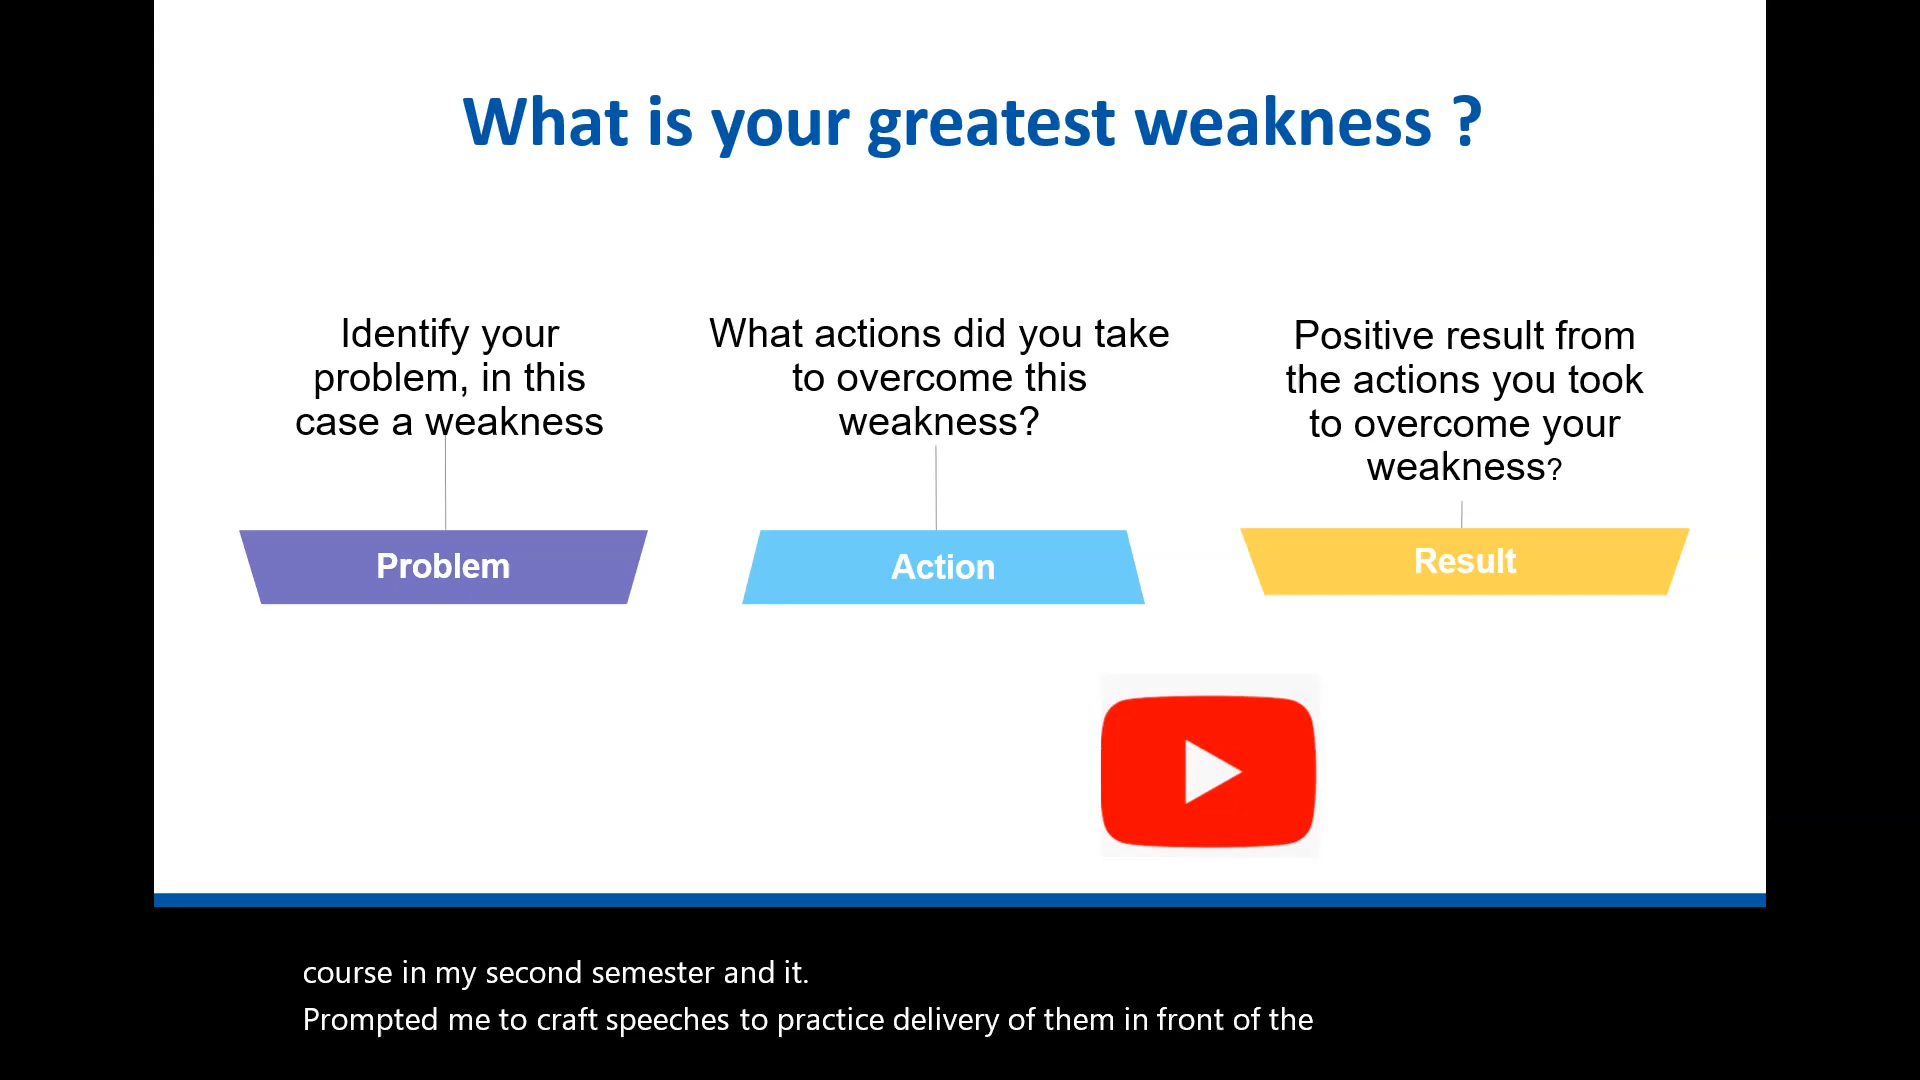 What is your greatest weakness ?
Identify your
problem, in this
case a weakness
Problem
What actions did you take
to overcome this
weakness?
Action
Positive result from
the actions you took
to overcome your
weakness?
Result
course in my second semester and it.
Prompted me to craft speeches to practice delivery of them in front of the